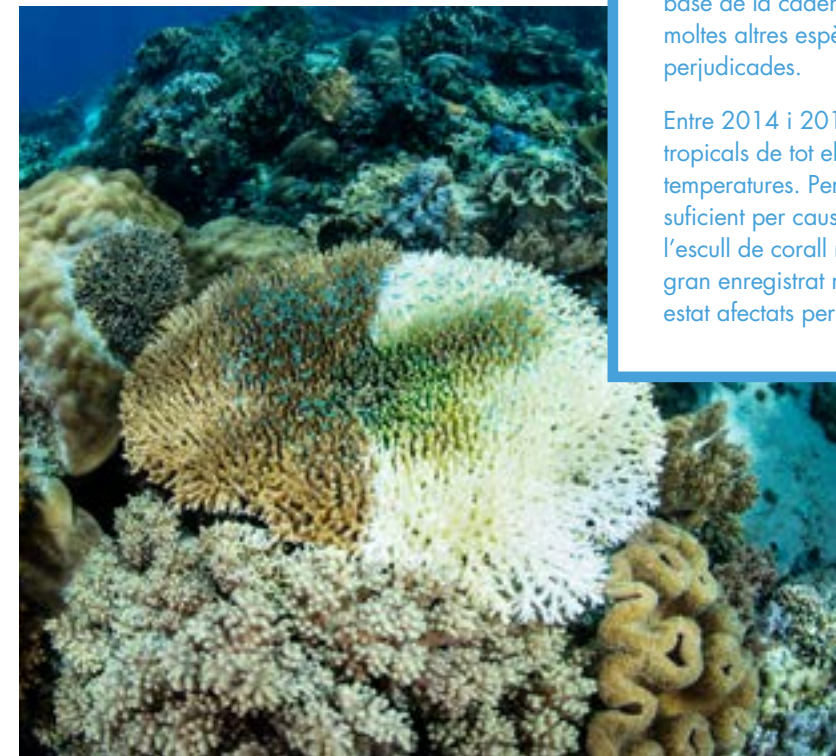 base de la
moltes altres
perjudicades.
Entre 2014 i
tropicals de tot
temperatures.
suficient per
l'escull de corall
gran enregistrat
estat afectats per